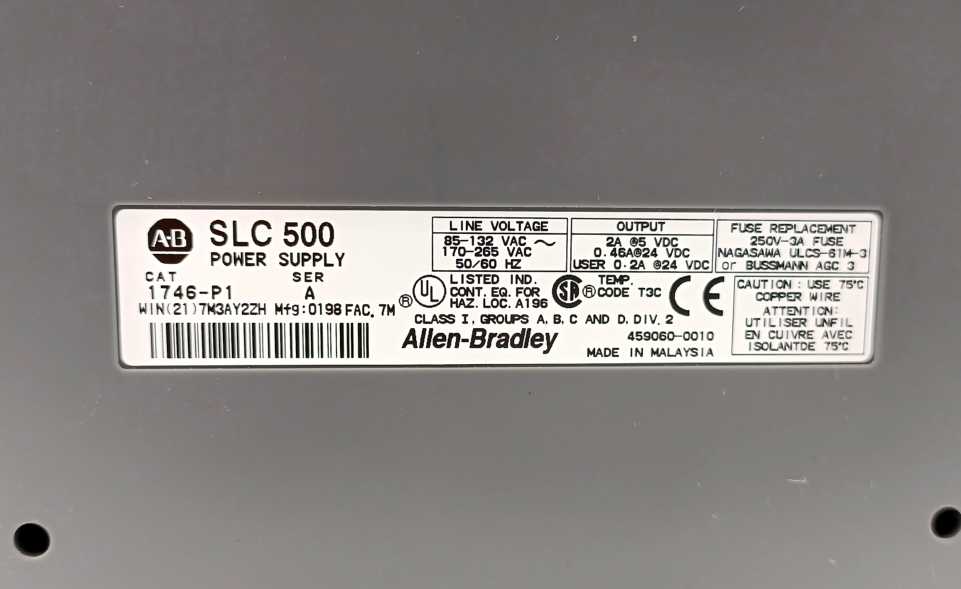 A-B SLC 500
POWER SUPPLY
CAT SER
1746-P1 A
WIN(21)7M3AY2ZH Mfg:0198 FAC. 7M
LINE VOLTAGE
85-132 VAC ~
170-265 VAC
50/60 HZ
OUTPUT
2A @5 VDC
0.46A@24 VDC
USER 0.2A @24 VDC
FUSE REPLACEMENT
250V-3A FUSE
NAGASAWA ULCS-61M-3
or BUSSMANN AGC 3
® UL LISTED IND.
CONT. EQ. FOR
HAZ. LOC. A196
SA ® TEMP.
CODE T3C
CE
CLASS I, GROUPS A, B, C AND D, DIV. 2
Allen-Bradley
459060-0010
MADE IN MALAYSIA
CAUTION : USE 75°C
COPPER WIRE
ATTENTION:
UTILISER UNFIL
EN CUIVRE AVEC
ISOLANTDE 75°C